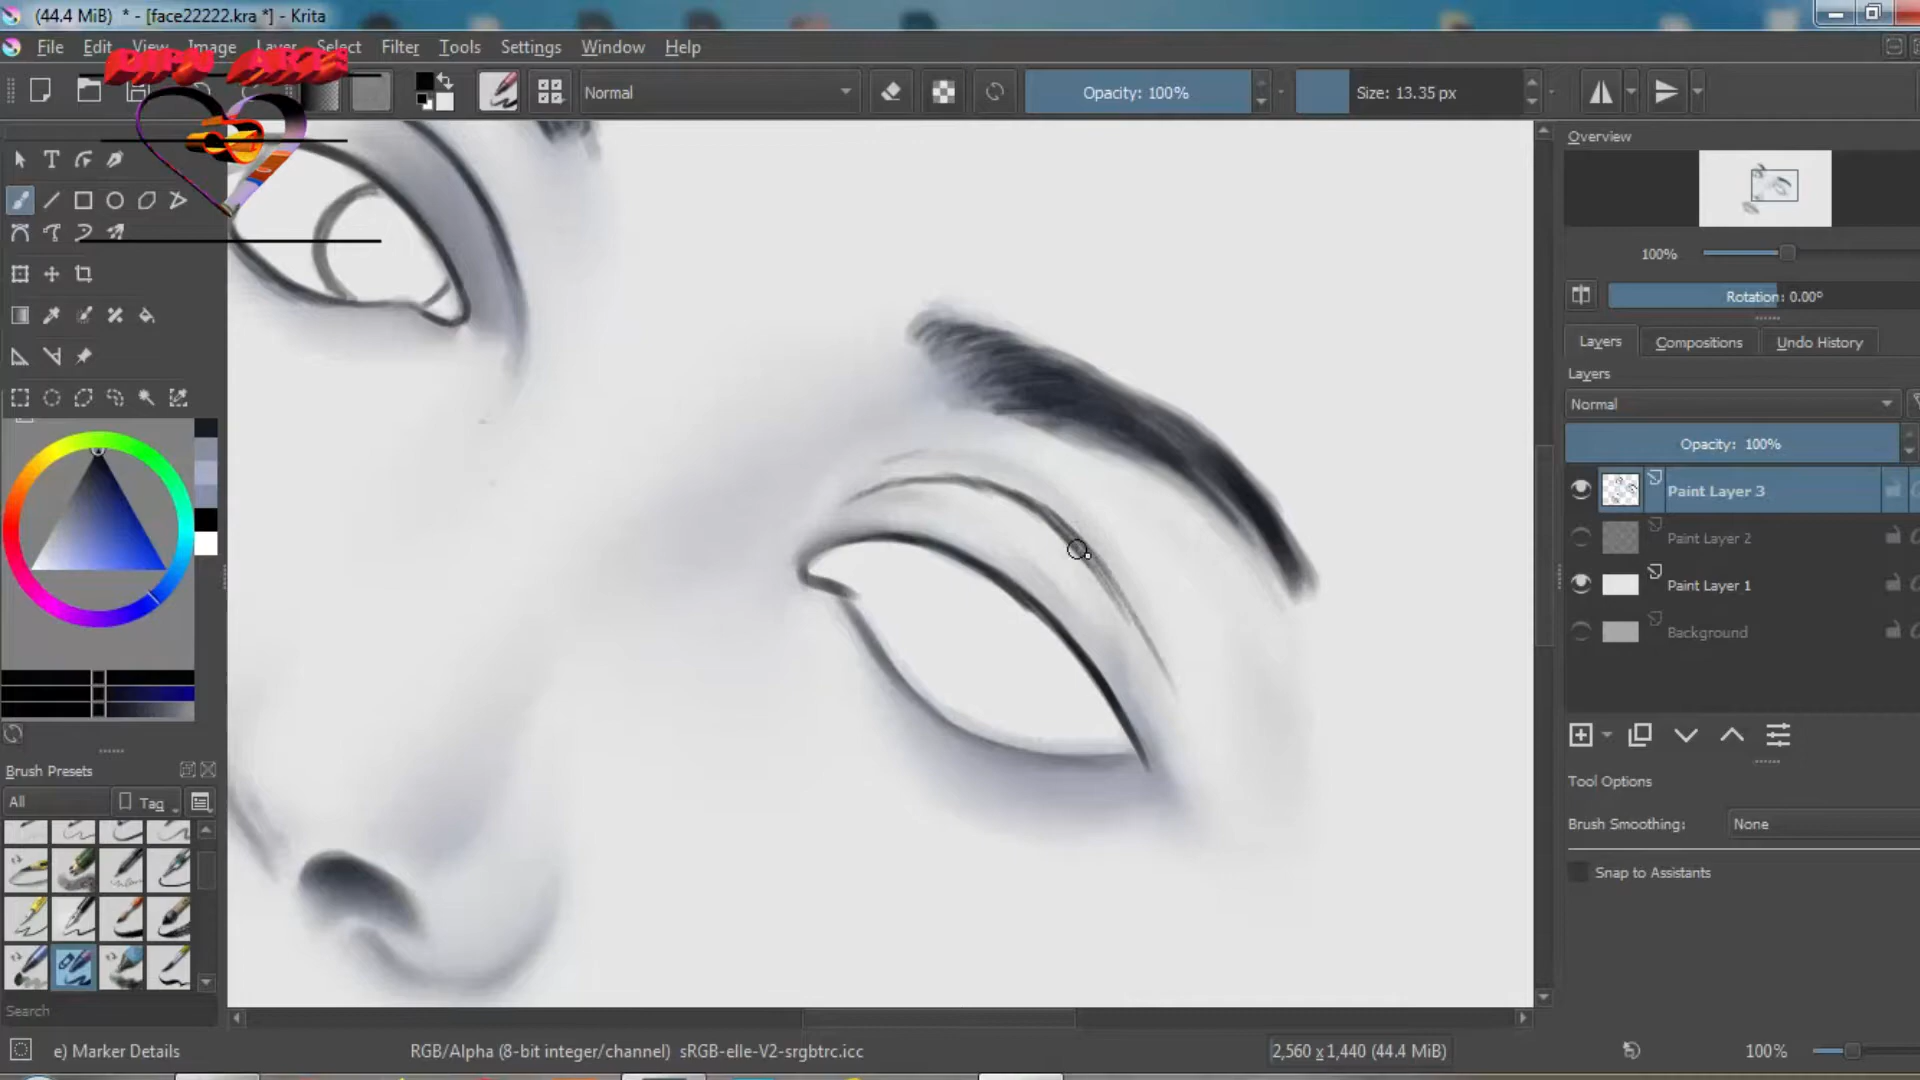 (44.4 MiB) * - [face22222.kra *] - Krita
File Edit View Image Layer Select Filter Tools Settings Window Help
Normal
Opacity: 100%
Size: 13.35 px
Overview
100%
Rotation: 0.00°
Layers Compositions Undo History
Layers
Normal
Opacity: 100%
Paint Layer 3
Paint Layer 2
Paint Layer 1
Background
Brush Presets
All
Tag
Tool Options
Brush Smoothing: None
Snap to Assistants
Search
e) Marker Details
RGB/Alpha (8-bit integer/channel) sRGB-elle-V2-srgbtrc.icc
2,560 x 1,440 (44.4 MiB)
100%